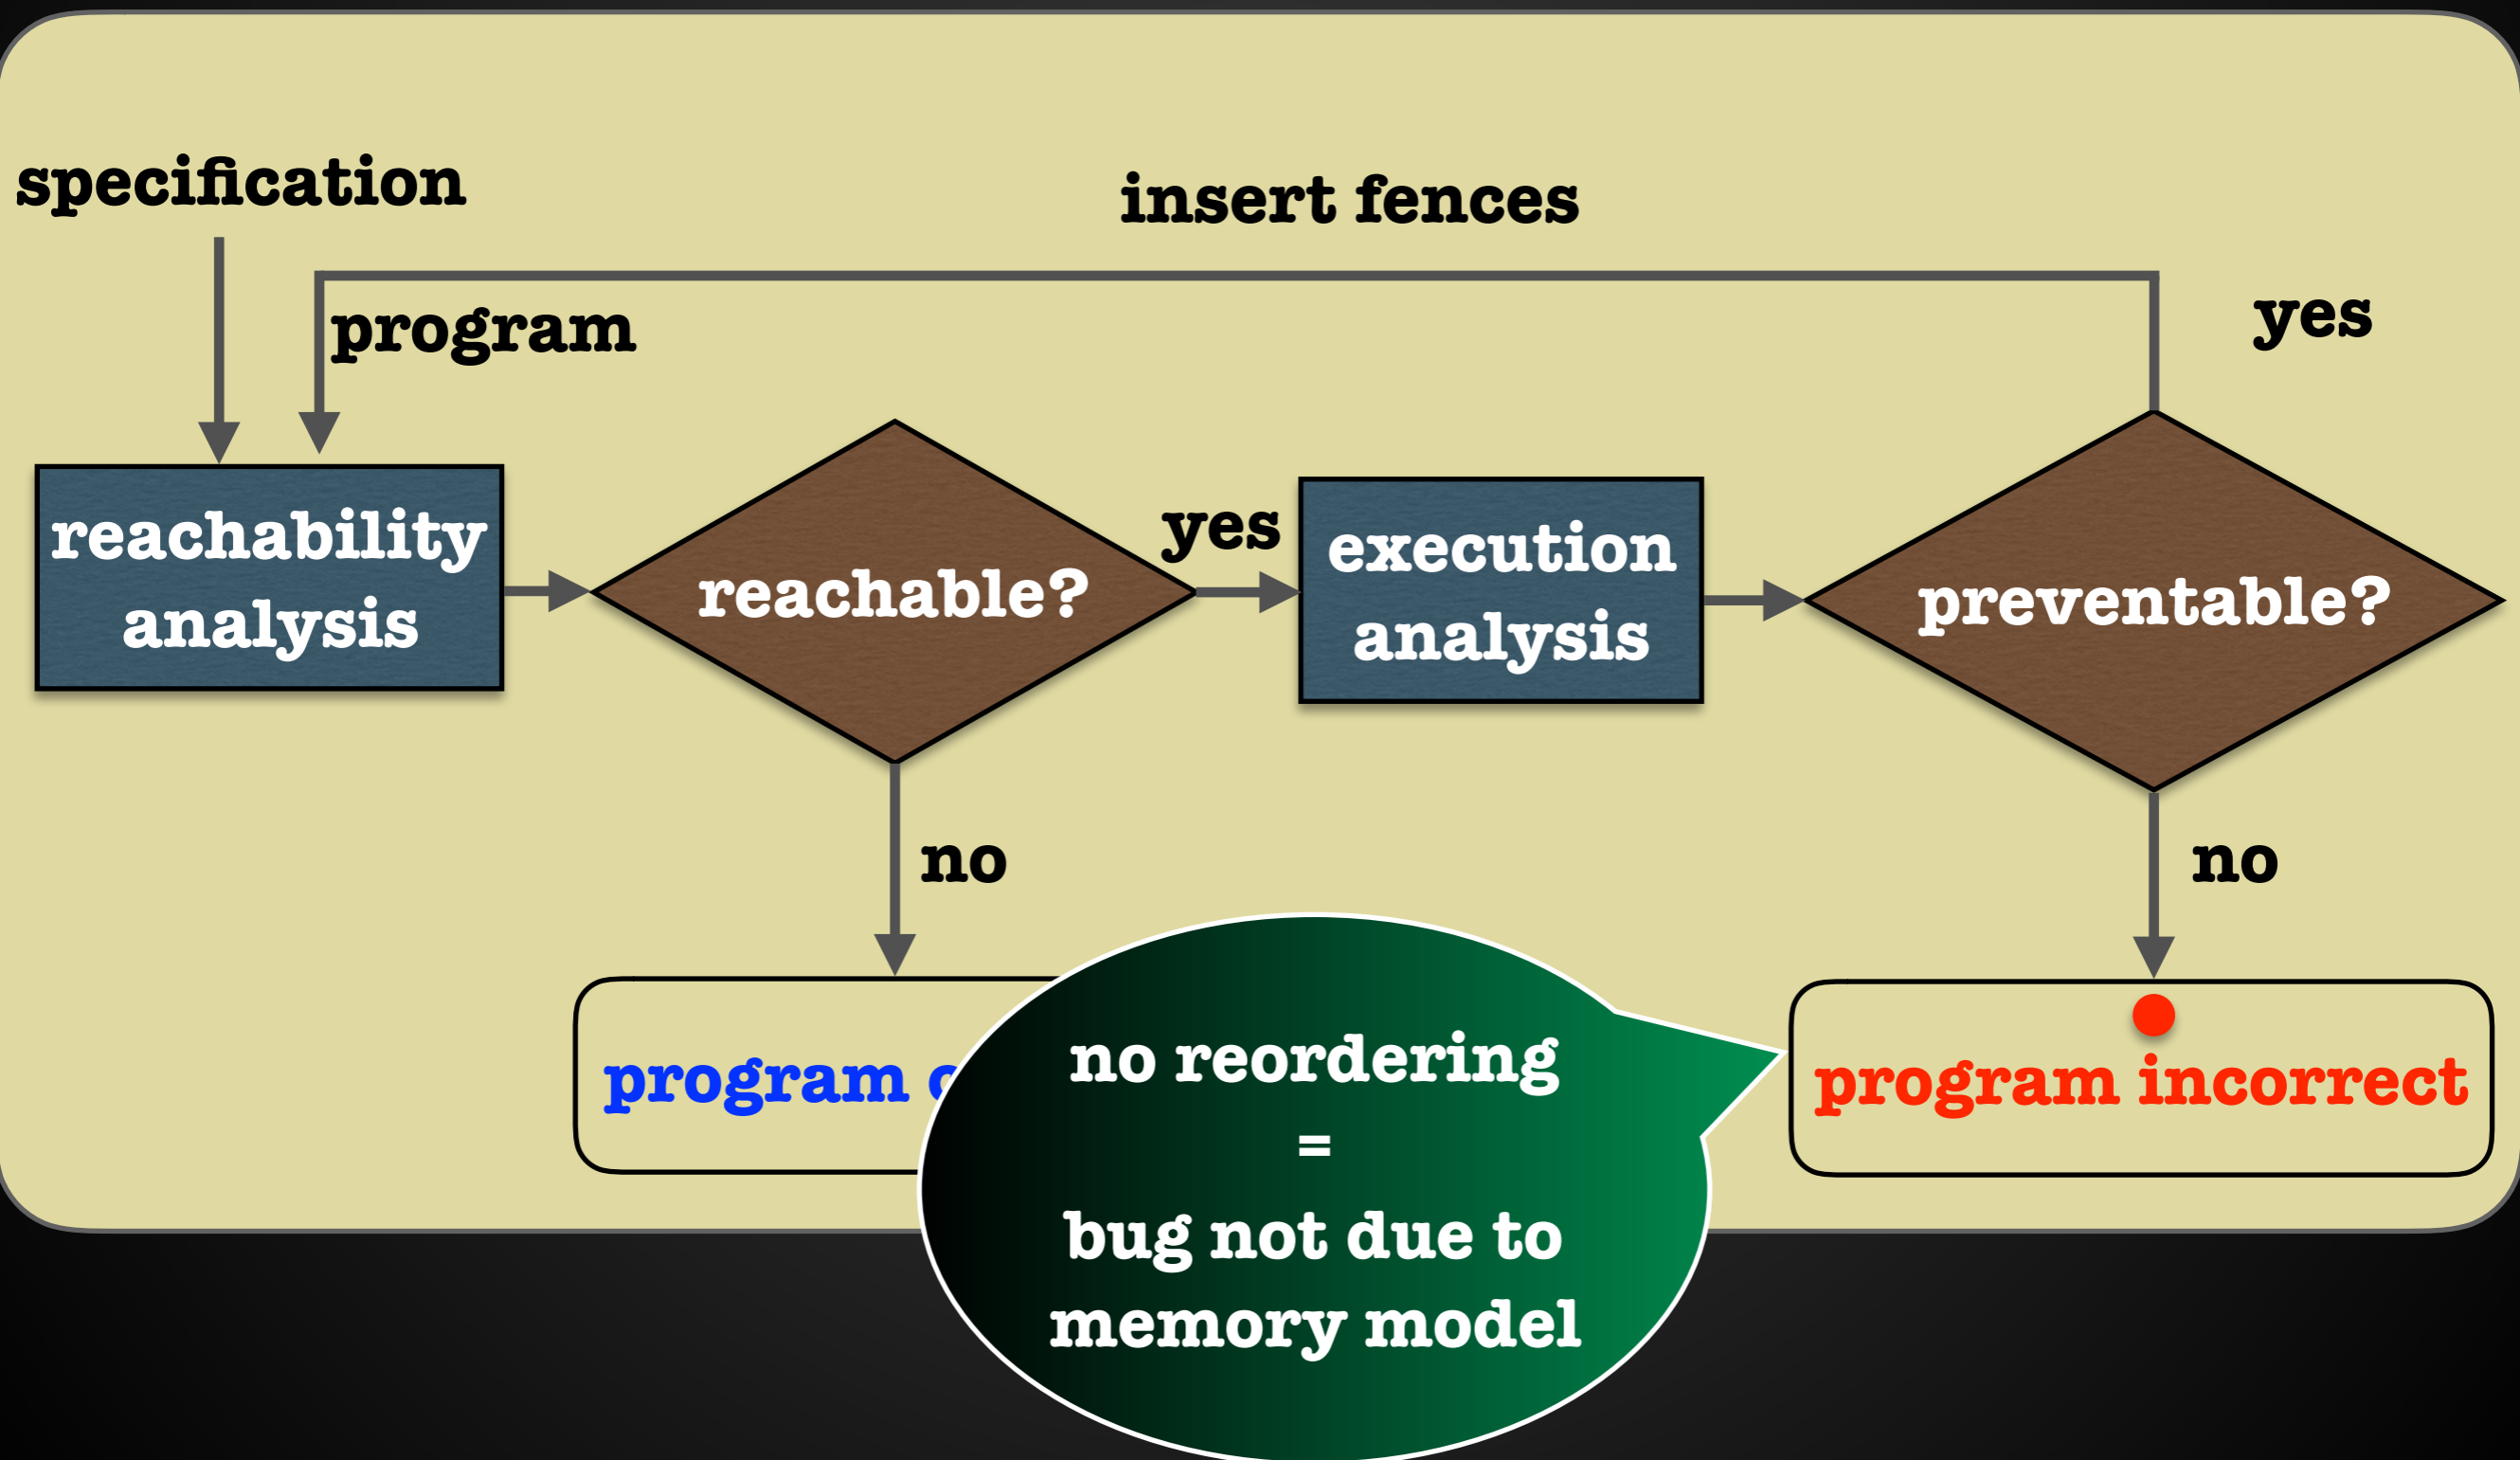 specification
insert fences
program
yes
reachability
analysis
reachable?
yes
execution
analysis
preventable?
no
no
program
no reordering
=
bug not due to
memory model
program incorrect